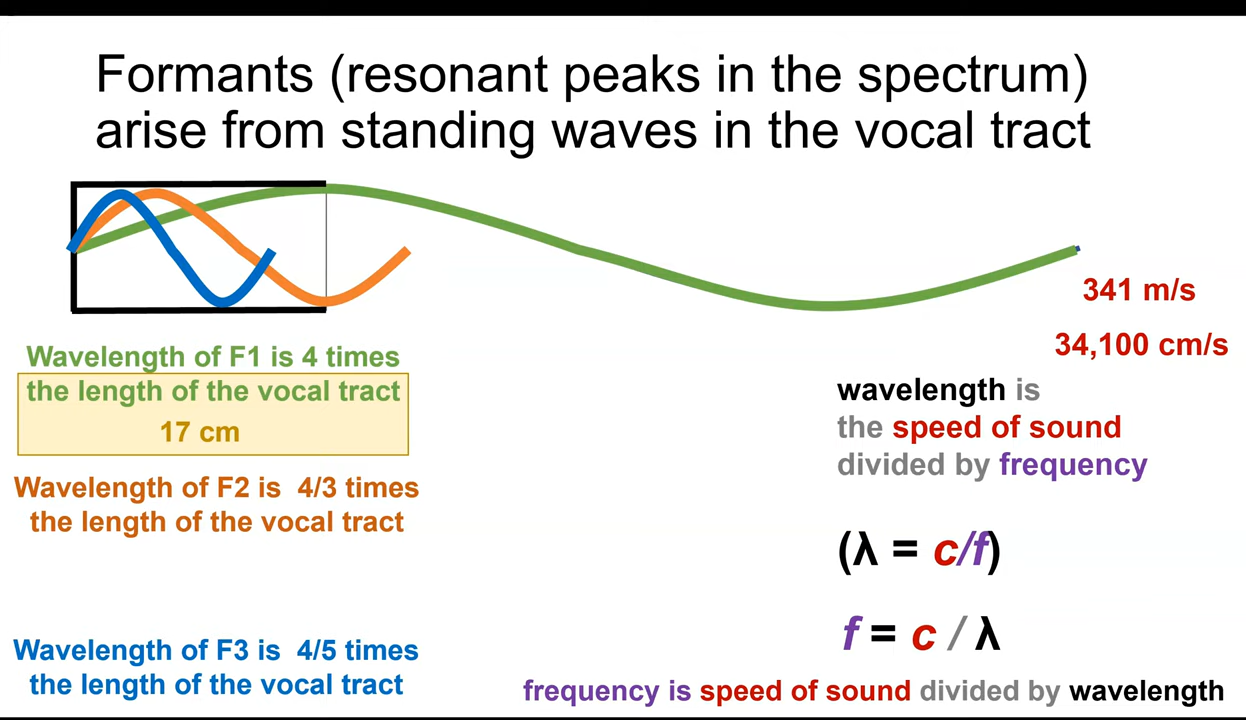 Formants (resonant peaks in the spectrum)
arise from standing waves in the vocal tract
341 m/s
34,100 cm/s
Wavelength of F1 is 4 times
the length of the vocal tract
17 cm
Wavelength of F2 is 4/3 times
the length of the vocal tract
Wavelength of F3 is 4/5 times
the length of the vocal tract
wavelength is
the speed of sound
divided by frequency
(λ = c/f)
f = c / λ
frequency is speed of sound divided by wavelength